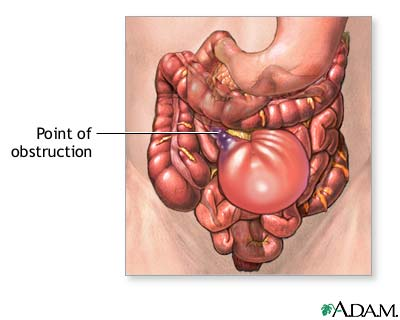 Point of
obstruction
A.D.A.M.